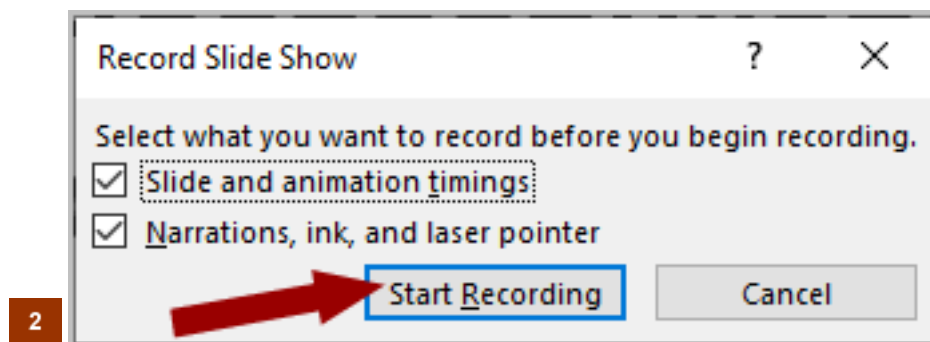 Record Slide Show ?
Select what you want to record before you begin recording.
Slide and animation timings
Narrations, ink, and laser pointer
Start Recording Cancel
2